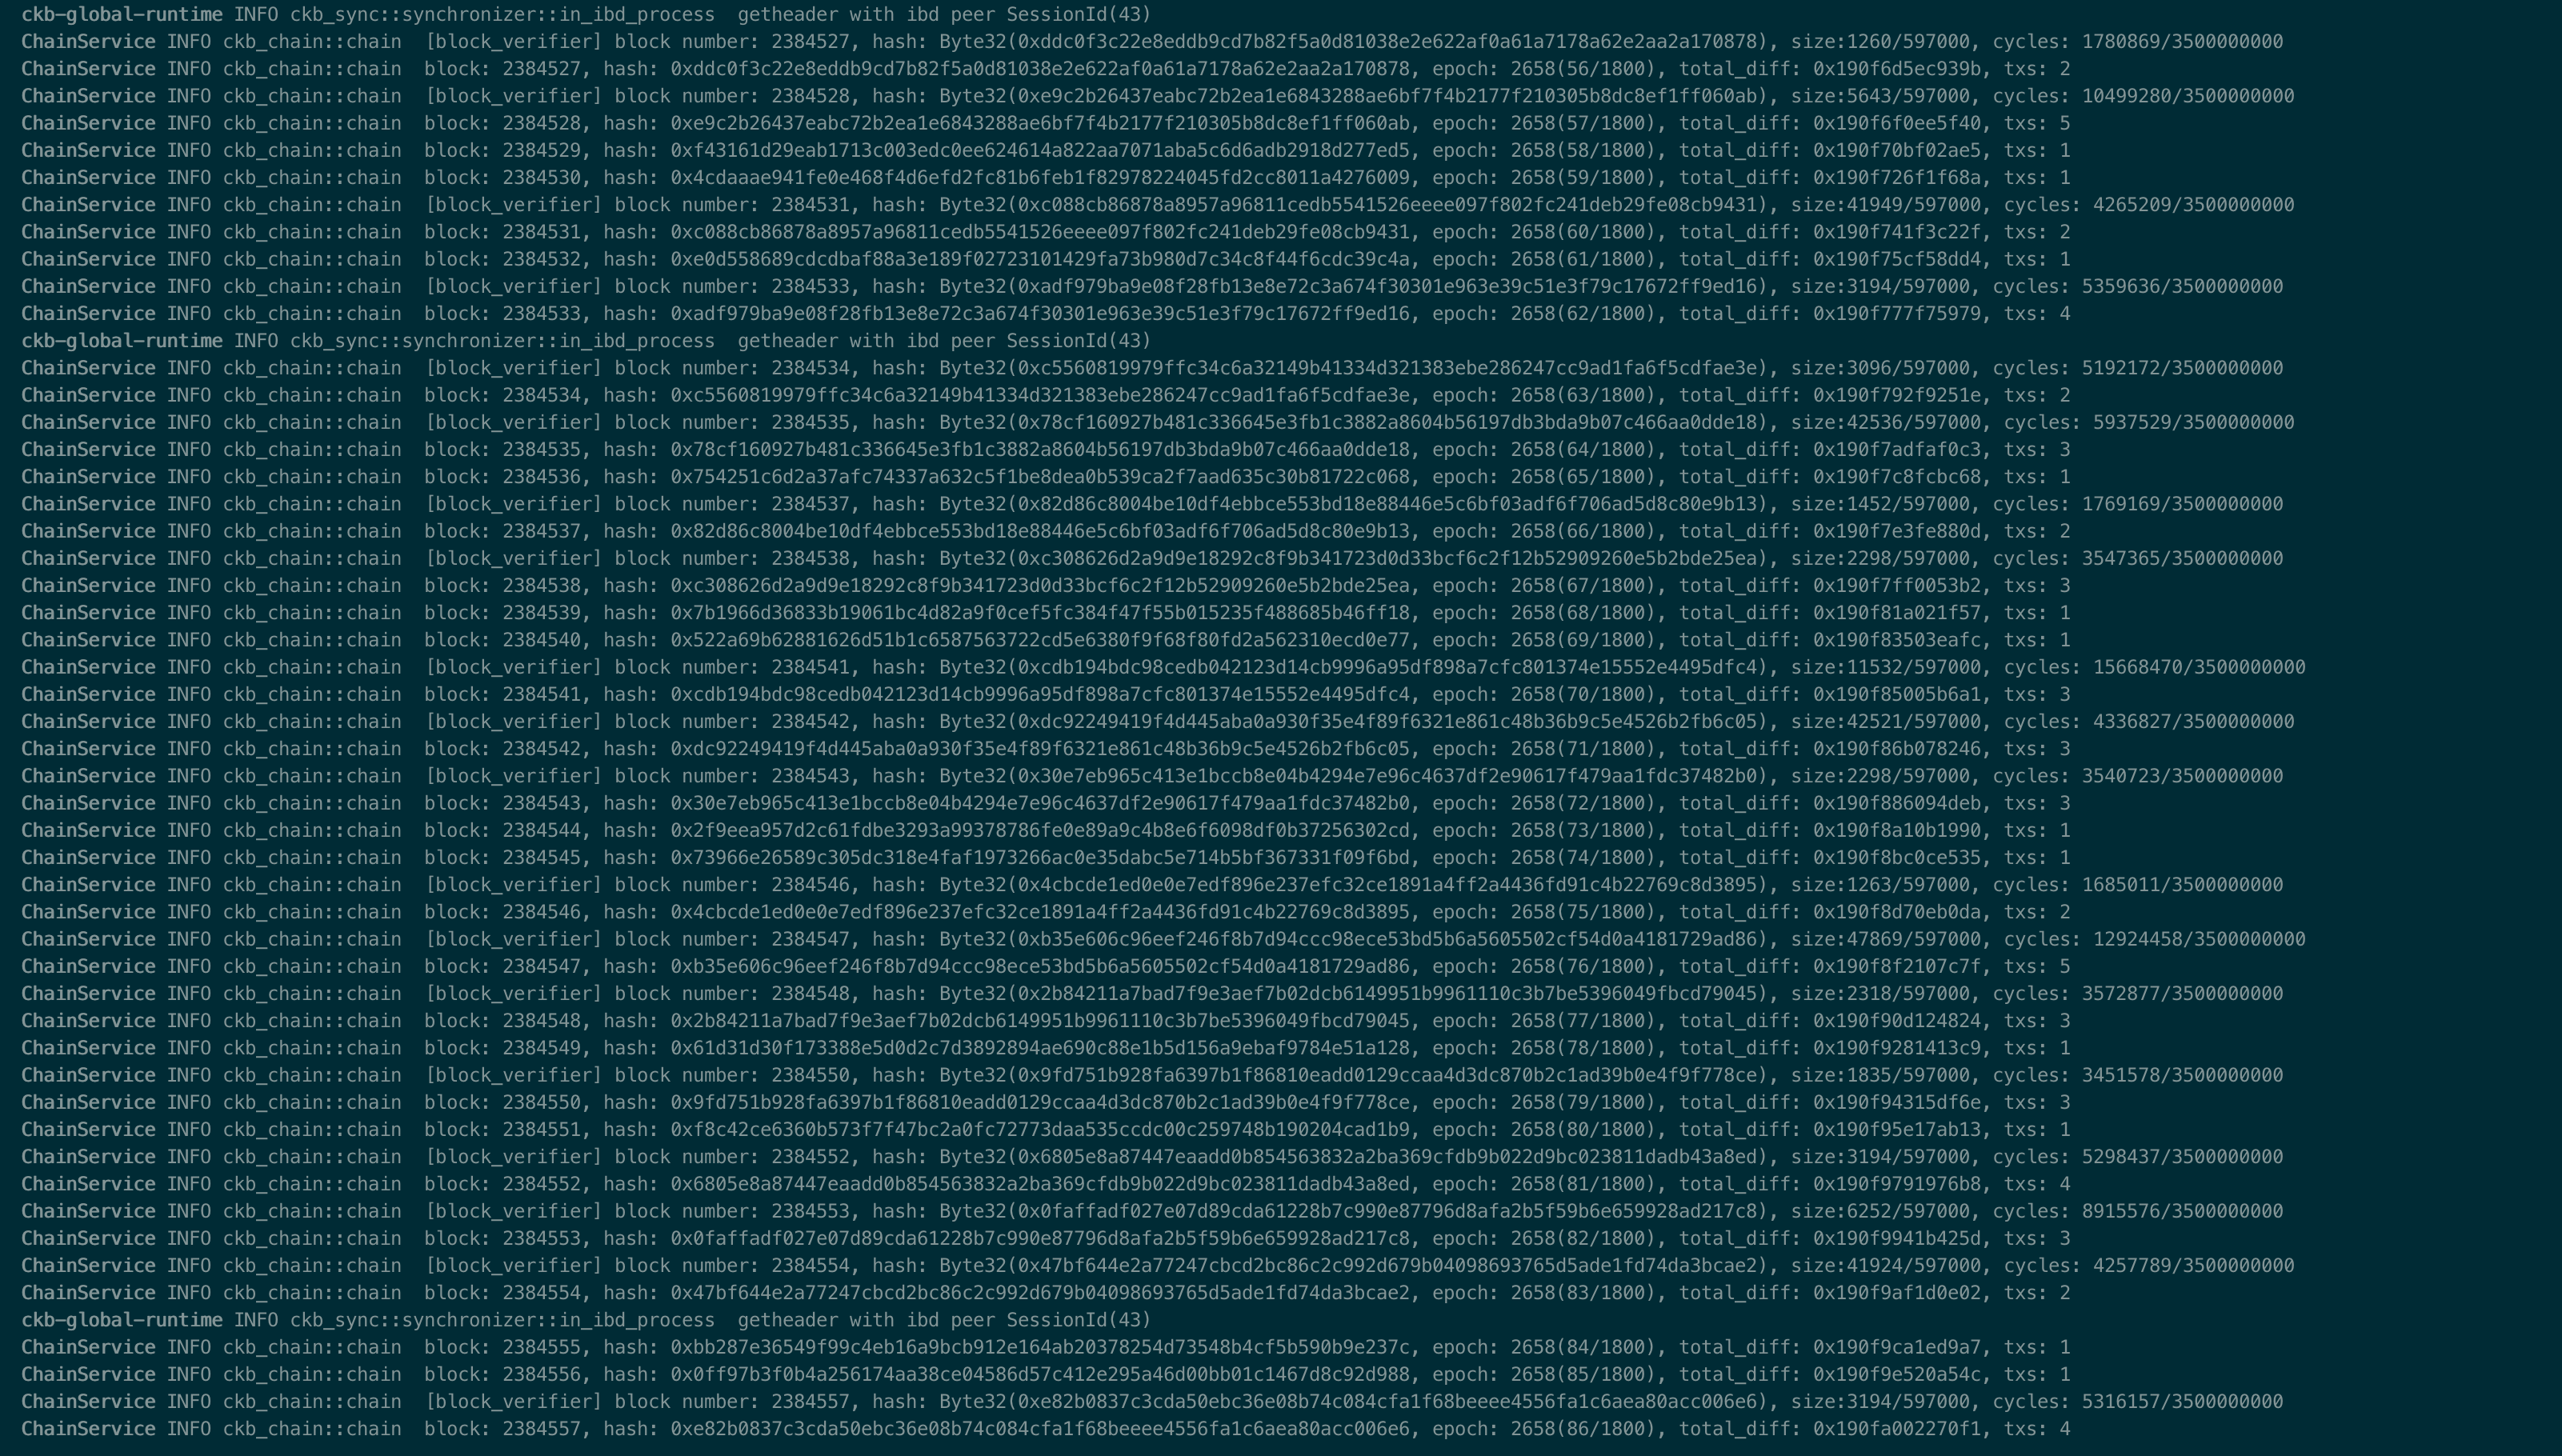 ckb-global-runtime INFO ckb_sync::synchronizer::in_ibd_process  getheader with ibd peer SessionId(43)
ChainService INFO ckb_chain::chain  [block_verifier] block number: 2384527, hash: Byte32(0xddc0f3c22e8eddb9cd7b82f5a0d81038e2e622af0a61a7178a62e2aa2a170878), size:1260/597000, cycles: 1780869/3500000000
ChainService INFO ckb_chain::chain  block: 2384527, hash: 0xddc0f3c22e8eddb9cd7b82f5a0d81038e2e622af0a61a7178a62e2aa2a170878, epoch: 2658(56/1800), total_diff: 0x190f6d5ec939b, txs: 2
ChainService INFO ckb_chain::chain  [block_verifier] block number: 2384528, hash: Byte32(0xe9c2b26437eabc72b2ea1e6843288ae6bf7f4b2177f210305b8dc8ef1ff060ab), size:5643/597000, cycles: 10499280/3500000000
ChainService INFO ckb_chain::chain  block: 2384528, hash: 0xe9c2b26437eabc72b2ea1e6843288ae6bf7f4b2177f210305b8dc8ef1ff060ab, epoch: 2658(57/1800), total_diff: 0x190f6f0ee5f40, txs: 5
ChainService INFO ckb_chain::chain  block: 2384529, hash: 0xf43161d29eab1713c003edc0ee624614a822aa7071aba5c6d6adb2918d277ed5, epoch: 2658(58/1800), total_diff: 0x190f70bf02ae5, txs: 1
ChainService INFO ckb_chain::chain  block: 2384530, hash: 0x4cdaaae941fe0e468f4d6efd2fc81b6feb1f82978224045fd2cc8011a4276009, epoch: 2658(59/1800), total_diff: 0x190f726f1f68a, txs: 1
ChainService INFO ckb_chain::chain  [block_verifier] block number: 2384531, hash: Byte32(0xc088cb86878a8957a96811cedb5541526eeee097f802fc241deb29fe08cb9431), size:41949/597000, cycles: 4265209/3500000000
ChainService INFO ckb_chain::chain  block: 2384531, hash: 0xc088cb86878a8957a96811cedb5541526eeee097f802fc241deb29fe08cb9431, epoch: 2658(60/1800), total_diff: 0x190f741f3c22f, txs: 2
ChainService INFO ckb_chain::chain  block: 2384532, hash: 0xe0d558689cdcdbaf88a3e189f02723101429fa73b980d7c34c8f44f6cdc39c4a, epoch: 2658(61/1800), total_diff: 0x190f75cf58dd4, txs: 1
ChainService INFO ckb_chain::chain  [block_verifier] block number: 2384533, hash: Byte32(0xadf979ba9e08f28fb13e8e72c3a674f30301e963e39c51e3f79c17672ff9ed16), size:3194/597000, cycles: 5359636/3500000000
ChainService INFO ckb_chain::chain  block: 2384533, hash: 0xadf979ba9e08f28fb13e8e72c3a674f30301e963e39c51e3f79c17672ff9ed16, epoch: 2658(62/1800), total_diff: 0x190f777f75979, txs: 4
ckb-global-runtime INFO ckb_sync::synchronizer::in_ibd_process  getheader with ibd peer SessionId(43)
ChainService INFO ckb_chain::chain  [block_verifier] block number: 2384534, hash: Byte32(0xc5560819979ffc34c6a32149b41334d321383ebe286247cc9ad1fa6f5cdfae3e), size:3096/597000, cycles: 5192172/3500000000
ChainService INFO ckb_chain::chain  block: 2384534, hash: 0xc5560819979ffc34c6a32149b41334d321383ebe286247cc9ad1fa6f5cdfae3e, epoch: 2658(63/1800), total_diff: 0x190f792f9251e, txs: 2
ChainService INFO ckb_chain::chain  [block_verifier] block number: 2384535, hash: Byte32(0x78cf160927b481c336645e3fb1c3882a8604b56197db3bda9b07c466aa0dde18), size:42536/597000, cycles: 5937529/3500000000
ChainService INFO ckb_chain::chain  block: 2384535, hash: 0x78cf160927b481c336645e3fb1c3882a8604b56197db3bda9b07c466aa0dde18, epoch: 2658(64/1800), total_diff: 0x190f7adfaf0c3, txs: 3
ChainService INFO ckb_chain::chain  block: 2384536, hash: 0x754251c6d2a37afc74337a632c5f1be8dea0b539ca2f7aad635c30b81722c068, epoch: 2658(65/1800), total_diff: 0x190f7c8fcbc68, txs: 1
ChainService INFO ckb_chain::chain  [block_verifier] block number: 2384537, hash: Byte32(0x82d86c8004be10df4ebbce553bd18e88446e5c6bf03adf6f706ad5d8c80e9b13), size:1452/597000, cycles: 1769169/3500000000
ChainService INFO ckb_chain::chain  block: 2384537, hash: 0x82d86c8004be10df4ebbce553bd18e88446e5c6bf03adf6f706ad5d8c80e9b13, epoch: 2658(66/1800), total_diff: 0x190f7e3fe880d, txs: 2
ChainService INFO ckb_chain::chain  [block_verifier] block number: 2384538, hash: Byte32(0xc308626d2a9d9e18292c8f9b341723d0d33bcf6c2f12b52909260e5b2bde25ea), size:2298/597000, cycles: 3547365/3500000000
ChainService INFO ckb_chain::chain  block: 2384538, hash: 0xc308626d2a9d9e18292c8f9b341723d0d33bcf6c2f12b52909260e5b2bde25ea, epoch: 2658(67/1800), total_diff: 0x190f7ff0053b2, txs: 3
ChainService INFO ckb_chain::chain  block: 2384539, hash: 0x7b1966d36833b19061bc4d82a9f0cef5fc384f47f55b015235f488685b46ff18, epoch: 2658(68/1800), total_diff: 0x190f81a021f57, txs: 1
ChainService INFO ckb_chain::chain  block: 2384540, hash: 0x522a69b62881626d51b1c6587563722cd5e6380f9f68f80fd2a562310ecd0e77, epoch: 2658(69/1800), total_diff: 0x190f83503eafc, txs: 1
ChainService INFO ckb_chain::chain  [block_verifier] block number: 2384541, hash: Byte32(0xcdb194bdc98cedb042123d14cb9996a95df898a7cfc801374e15552e4495dfc4), size:11532/597000, cycles: 15668470/3500000000
ChainService INFO ckb_chain::chain  block: 2384541, hash: 0xcdb194bdc98cedb042123d14cb9996a95df898a7cfc801374e15552e4495dfc4, epoch: 2658(70/1800), total_diff: 0x190f85005b6a1, txs: 3
ChainService INFO ckb_chain::chain  [block_verifier] block number: 2384542, hash: Byte32(0xdc92249419f4d445aba0a930f35e4f89f6321e861c48b36b9c5e4526b2fb6c05), size:42521/597000, cycles: 4336827/3500000000
ChainService INFO ckb_chain::chain  block: 2384542, hash: 0xdc92249419f4d445aba0a930f35e4f89f6321e861c48b36b9c5e4526b2fb6c05, epoch: 2658(71/1800), total_diff: 0x190f86b078246, txs: 3
ChainService INFO ckb_chain::chain  [block_verifier] block number: 2384543, hash: Byte32(0x30e7eb965c413e1bccb8e04b4294e7e96c4637df2e90617f479aa1fdc37482b0), size:2298/597000, cycles: 3540723/3500000000
ChainService INFO ckb_chain::chain  block: 2384543, hash: 0x30e7eb965c413e1bccb8e04b4294e7e96c4637df2e90617f479aa1fdc37482b0, epoch: 2658(72/1800), total_diff: 0x190f886094deb, txs: 3
ChainService INFO ckb_chain::chain  block: 2384544, hash: 0x2f9eea957d2c61fdbe3293a99378786fe0e89a9c4b8e6f6098df0b37256302cd, epoch: 2658(73/1800), total_diff: 0x190f8a10b1990, txs: 1
ChainService INFO ckb_chain::chain  block: 2384545, hash: 0x73966e26589c305dc318e4faf1973266ac0e35dabc5e714b5bf367331f09f6bd, epoch: 2658(74/1800), total_diff: 0x190f8bc0ce535, txs: 1
ChainService INFO ckb_chain::chain  [block_verifier] block number: 2384546, hash: Byte32(0x4cbcde1ed0e0e7edf896e237efc32ce1891a4ff2a4436fd91c4b22769c8d3895), size:1263/597000, cycles: 1685011/3500000000
ChainService INFO ckb_chain::chain  block: 2384546, hash: 0x4cbcde1ed0e0e7edf896e237efc32ce1891a4ff2a4436fd91c4b22769c8d3895, epoch: 2658(75/1800), total_diff: 0x190f8d70eb0da, txs: 2
ChainService INFO ckb_chain::chain  [block_verifier] block number: 2384547, hash: Byte32(0xb35e606c96eef246f8b7d94ccc98ece53bd5b6a5605502cf54d0a4181729ad86), size:47869/597000, cycles: 12924458/3500000000
ChainService INFO ckb_chain::chain  block: 2384547, hash: 0xb35e606c96eef246f8b7d94ccc98ece53bd5b6a5605502cf54d0a4181729ad86, epoch: 2658(76/1800), total_diff: 0x190f8f2107c7f, txs: 5
ChainService INFO ckb_chain::chain  [block_verifier] block number: 2384548, hash: Byte32(0x2b84211a7bad7f9e3aef7b02dcb6149951b9961110c3b7be5396049fbcd79045), size:2318/597000, cycles: 3572877/3500000000
ChainService INFO ckb_chain::chain  block: 2384548, hash: 0x2b84211a7bad7f9e3aef7b02dcb6149951b9961110c3b7be5396049fbcd79045, epoch: 2658(77/1800), total_diff: 0x190f90d124824, txs: 3
ChainService INFO ckb_chain::chain  block: 2384549, hash: 0x61d31d30f173388e5d0d2c7d3892894ae690c88e1b5d156a9ebaf9784e51a128, epoch: 2658(78/1800), total_diff: 0x190f9281413c9, txs: 1
ChainService INFO ckb_chain::chain  [block_verifier] block number: 2384550, hash: Byte32(0x9fd751b928fa6397b1f86810eadd0129ccaa4d3dc870b2c1ad39b0e4f9f778ce), size:1835/597000, cycles: 3451578/3500000000
ChainService INFO ckb_chain::chain  block: 2384550, hash: 0x9fd751b928fa6397b1f86810eadd0129ccaa4d3dc870b2c1ad39b0e4f9f778ce, epoch: 2658(79/1800), total_diff: 0x190f94315df6e, txs: 3
ChainService INFO ckb_chain::chain  block: 2384551, hash: 0xf8c42ce6360b573f7f47bc2a0fc72773daa535ccdc00c259748b190204cad1b9, epoch: 2658(80/1800), total_diff: 0x190f95e17ab13, txs: 1
ChainService INFO ckb_chain::chain  [block_verifier] block number: 2384552, hash: Byte32(0x6805e8a87447eaadd0b854563832a2ba369cfdb9b022d9bc023811dadb43a8ed), size:3194/597000, cycles: 5298437/3500000000
ChainService INFO ckb_chain::chain  block: 2384552, hash: 0x6805e8a87447eaadd0b854563832a2ba369cfdb9b022d9bc023811dadb43a8ed, epoch: 2658(81/1800), total_diff: 0x190f9791976b8, txs: 4
ChainService INFO ckb_chain::chain  [block_verifier] block number: 2384553, hash: Byte32(0x0faffadf027e07d89cda61228b7c990e87796d8afa2b5f59b6e659928ad217c8), size:6252/597000, cycles: 8915576/3500000000
ChainService INFO ckb_chain::chain  block: 2384553, hash: 0x0faffadf027e07d89cda61228b7c990e87796d8afa2b5f59b6e659928ad217c8, epoch: 2658(82/1800), total_diff: 0x190f9941b425d, txs: 3
ChainService INFO ckb_chain::chain  [block_verifier] block number: 2384554, hash: Byte32(0x47bf644e2a77247cbcd2bc86c2c992d679b04098693765d5ade1fd74da3bcae2), size:41924/597000, cycles: 4257789/3500000000
ChainService INFO ckb_chain::chain  block: 2384554, hash: 0x47bf644e2a77247cbcd2bc86c2c992d679b04098693765d5ade1fd74da3bcae2, epoch: 2658(83/1800), total_diff: 0x190f9af1d0e02, txs: 2
ckb-global-runtime INFO ckb_sync::synchronizer::in_ibd_process  getheader with ibd peer SessionId(43)
ChainService INFO ckb_chain::chain  block: 2384555, hash: 0xbb287e36549f99c4eb16a9bcb912e164ab20378254d73548b4cf5b590b9e237c, epoch: 2658(84/1800), total_diff: 0x190f9ca1ed9a7, txs: 1
ChainService INFO ckb_chain::chain  block: 2384556, hash: 0x0ff97b3f0b4a256174aa38ce04586d57c412e295a46d00bb01c1467d8c92d988, epoch: 2658(85/1800), total_diff: 0x190f9e520a54c, txs: 1
ChainService INFO ckb_chain::chain  [block_verifier] block number: 2384557, hash: Byte32(0xe82b0837c3cda50ebc36e08b74c084cfa1f68beeee4556fa1c6aea80acc006e6), size:3194/597000, cycles: 5316157/3500000000
ChainService INFO ckb_chain::chain  block: 2384557, hash: 0xe82b0837c3cda50ebc36e08b74c084cfa1f68beeee4556fa1c6aea80acc006e6, epoch: 2658(86/1800), total_diff: 0x190fa002270f1, txs: 4